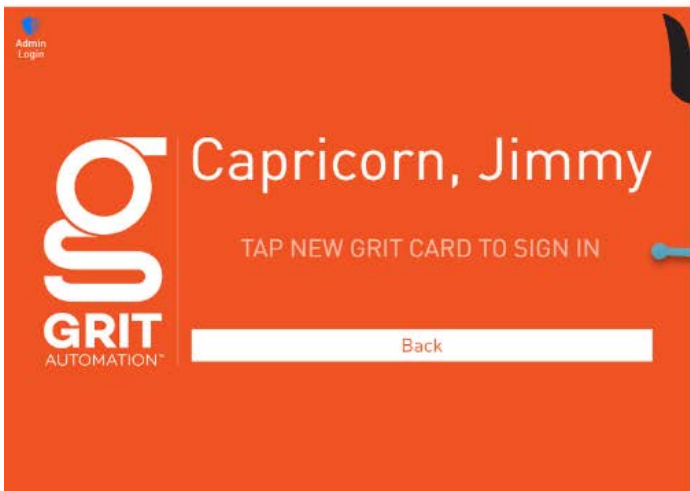 Admin
Login
Capricorn, Jimmy
TAP NEW GRIT CARD TO SIGN IN
GRIT
AUTOMATION™
Back